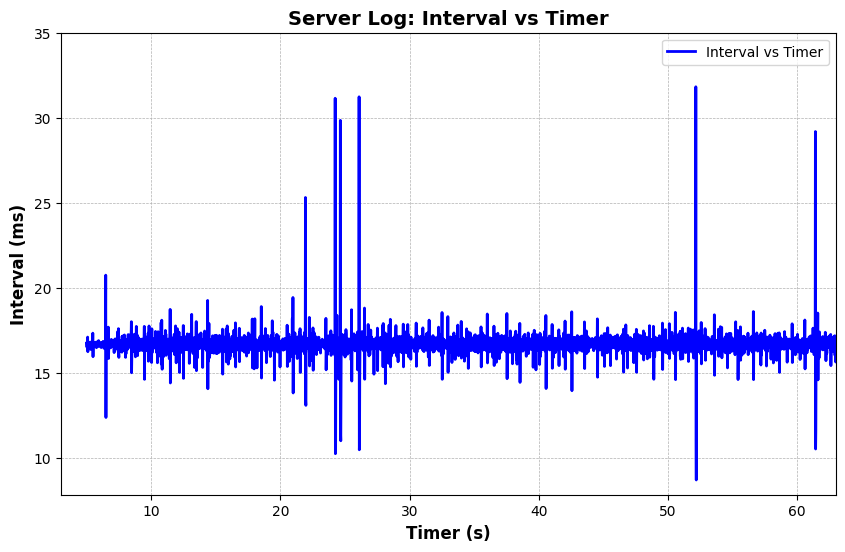 Server Log: Interval vs Timer
Interval vs Timer
35
30
25
20
15
10
Interval (ms)
10 20 30 40 50 60
Timer (s)